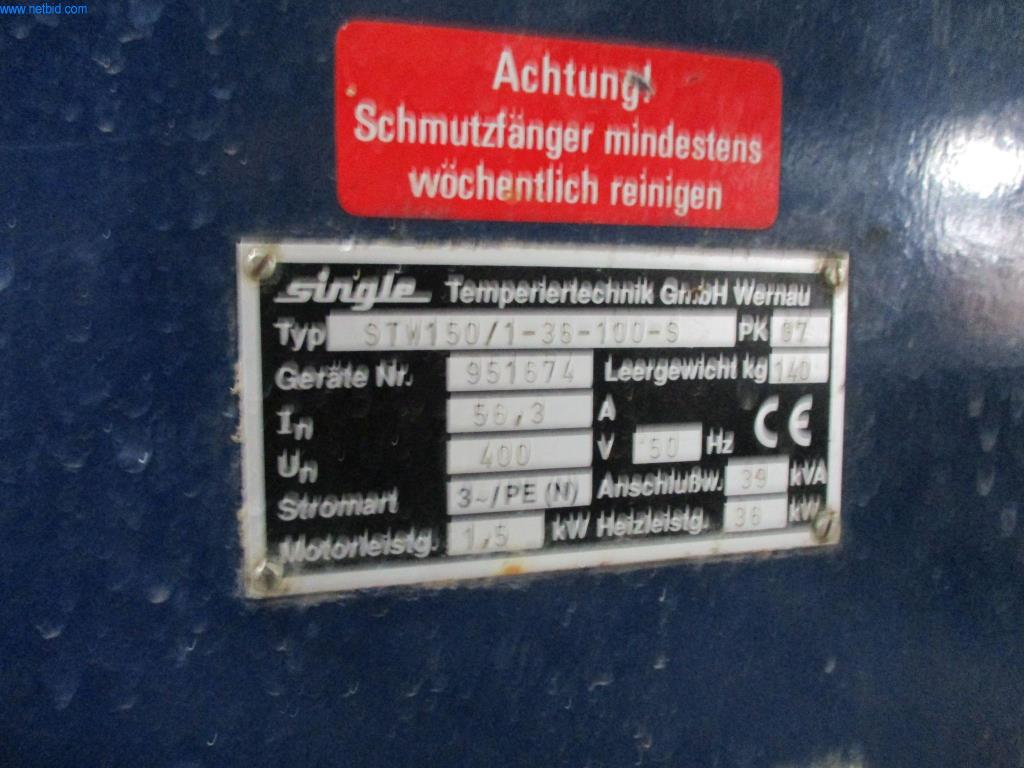 www.netbid.com
Achtung!
Schmutzfänger mindestens
wöchentlich reinigen
single Temperiertechnik GmbH Wernau
Typ STW150/1-36-100-S PK 07
Geräte Nr. 951674 Leergewicht kg 140
In 56,3 A CE
Un 400 V 50 Hz
Stromart 3~/PE (N) Anschlußw. 39 kVA
Motorleistg. 1,5 kW Heizleistg. 36 kW